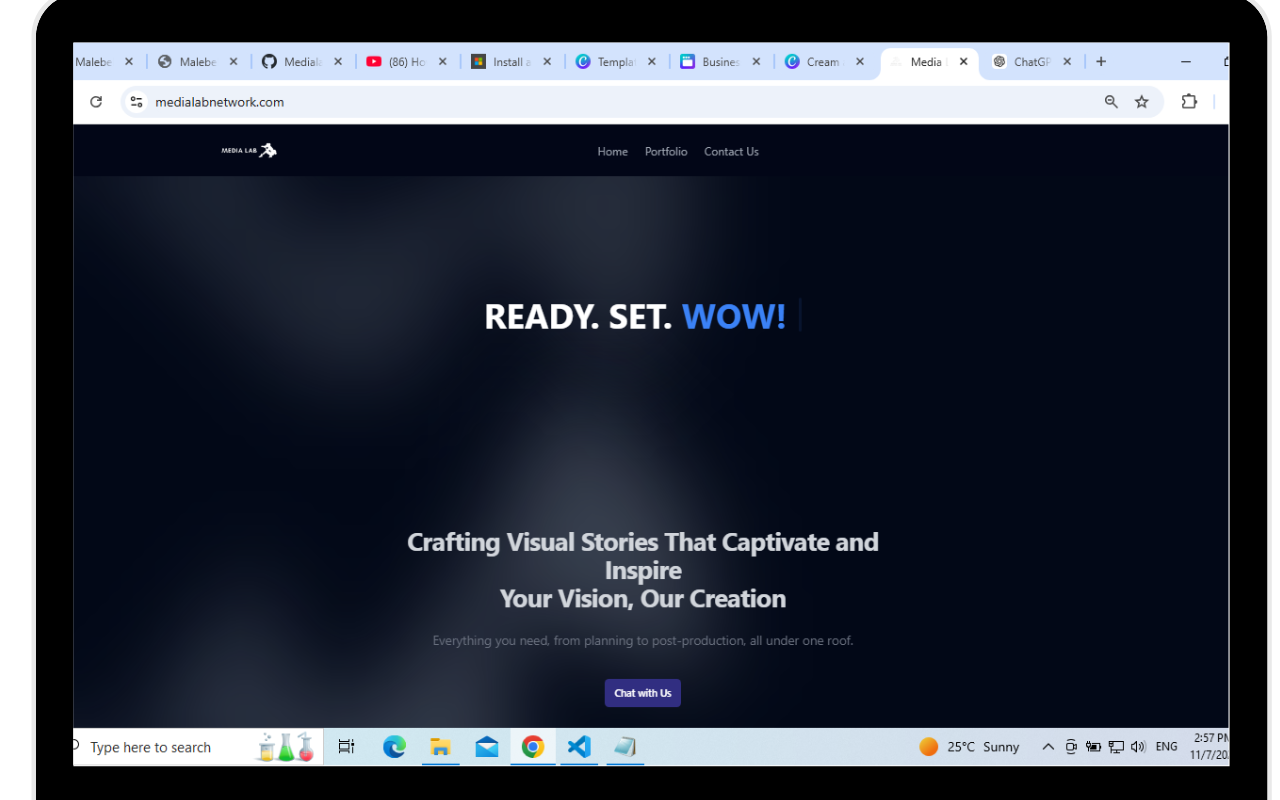 Malebe
Malebe
Mediala
(86) Ho
Install a
Templat
Busines
Cream
Media
ChatGP
medialabnetwork.com
MEDIA LAB
Home Portfolio Contact Us
READY. SET. WOW!
Crafting Visual Stories That Captivate and
Inspire
Your Vision, Our Creation
Everything you need, from planning to post-production, all under one roof.
Chat with Us
Type here to search
25°C Sunny
ENG
2:57 PM
11/7/20